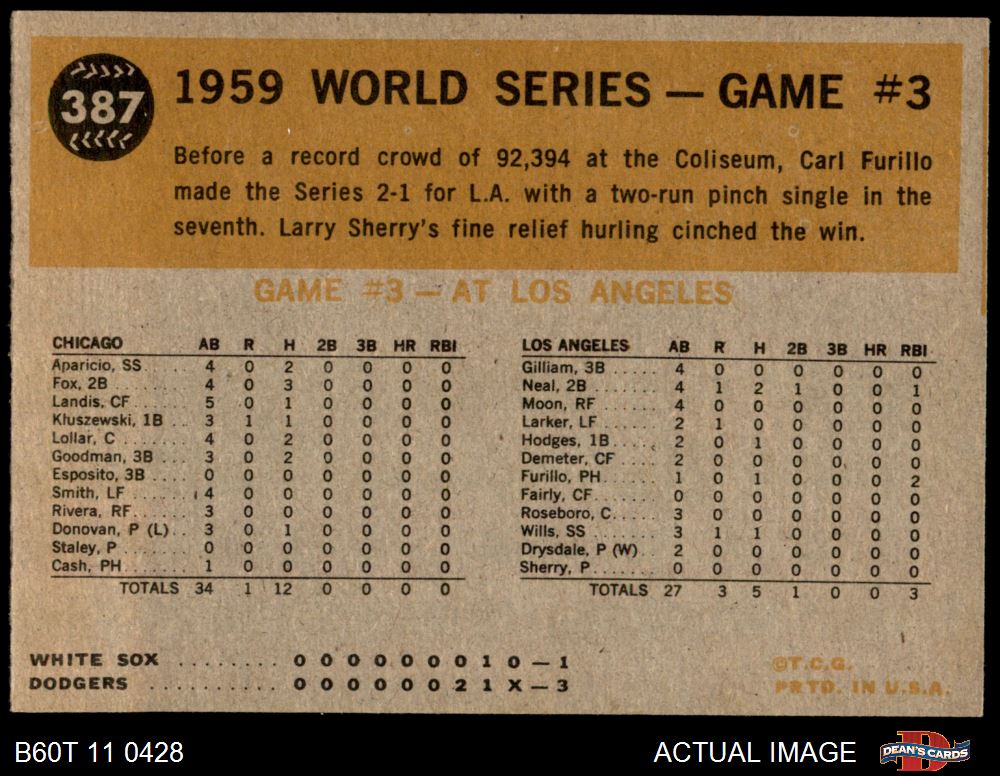 387
1959 WORLD SERIES — GAME #3
Before a record crowd of 92,394 at the Coliseum, Carl Furillo
made the Series 2-1 for L.A. with a two-run pinch single in the
seventh. Larry Sherry's fine relief hurling cinched the win.
GAME #3 — AT LOS ANGELES
CHICAGO AB R H 2B 3B HR RBI
Aparicio, SS..... 4 0 2 0 0 0 0
Fox, 2B ........ 4 0 3 0 0 0 0
Landis, CF...... 5 0 1 0 0 0 0
Kluszewski, 1B .. 3 1 1 0 0 0 0
Lollar, C ....... 4 0 2 0 0 0 0
Goodman, 3B ... 3 0 2 0 0 0 0
Esposito, 3B .... 0 0 0 0 0 0 0
Smith, LF ....... 4 0 0 0 0 0 0
Rivera, RF...... 3 0 0 0 0 0 0
Donovan, P (L).. 3 0 1 0 0 0 0
Staley, P ....... 0 0 0 0 0 0 0
Cash, PH....... 1 0 0 0 0 0 0
TOTALS 34 1 12 0 0 0 0
LOS ANGELES AB R H 2B 3B HR RBI
Gilliam, 3B ..... 4 0 0 0 0 0 0
Neal, 2B ....... 4 1 2 1 0 0 1
Moon, RF ...... 4 0 0 0 0 0 0
Larker, LF ...... 2 1 0 0 0 0 0
Hodges, 1B..... 2 0 1 0 0 0 0
Demeter, CF .... 2 0 0 0 0 0 0
Furillo, PH...... 1 0 1 0 0 0 2
Fairly, CF....... 0 0 0 0 0 0 0
Roseboro, C..... 3 0 0 0 0 0 0
Wills, SS ....... 3 1 1 0 0 0 0
Drysdale, P (W) .. 2 0 0 0 0 0 0
Sherry, P....... 0 0 0 0 0 0 0
TOTALS 27 3 5 1 0 0 3
WHITE SOX ........ 0 0 0 0 0 0 0 1 0 — 1
DODGERS .......... 0 0 0 0 0 0 2 1 X — 3
©T.C.G.
PRTD. IN U.S.A.
B60T 11 0428
ACTUAL IMAGE
DEAN'S CARDS